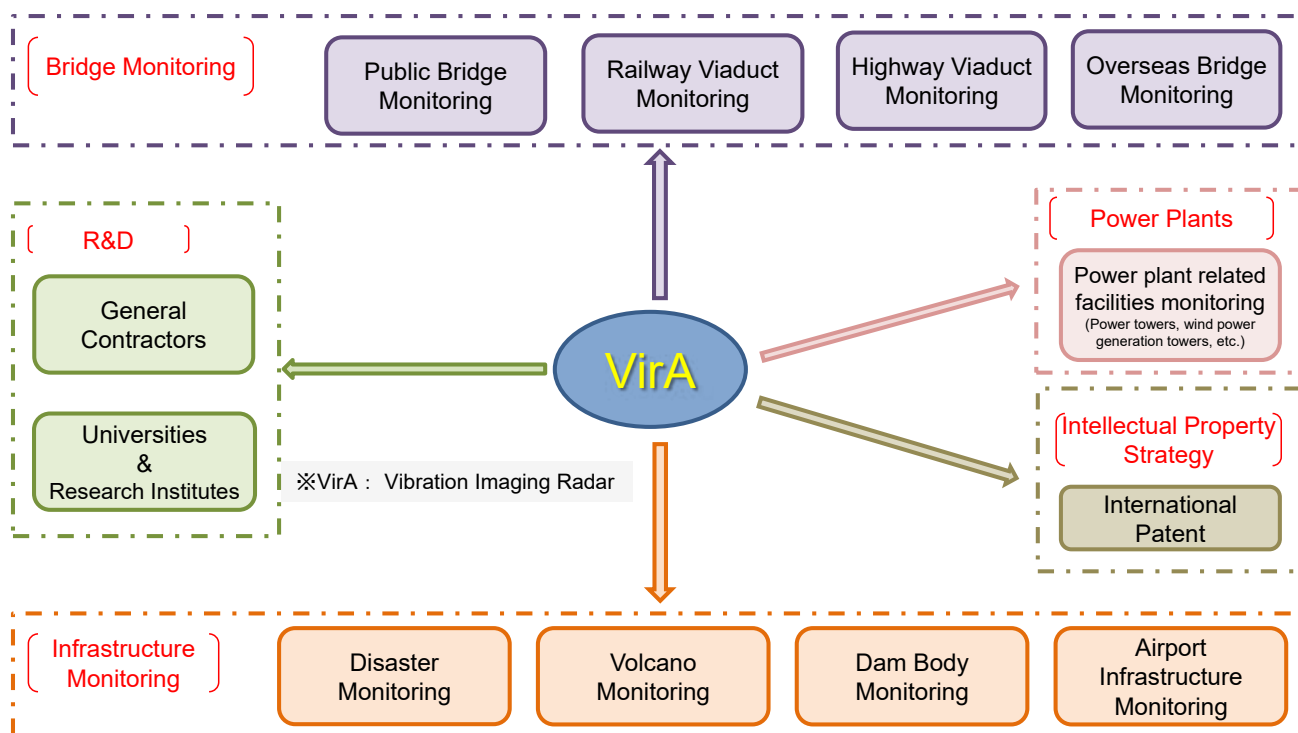 Bridge Monitoring
Public Bridge
Monitoring
Railway Viaduct
Monitoring
Highway Viaduct
Monitoring
Overseas Bridge
Monitoring
R&D
General
Contractors
Universities
&
Research Institutes
VirA
※VirA： Vibration Imaging Radar
Power Plants
Power plant related
facilities monitoring
(Power towers, wind power
generation towers, etc.)
Intellectual Property
Strategy
International
Patent
Infrastructure
Monitoring
Disaster
Monitoring
Volcano
Monitoring
Dam Body
Monitoring
Airport
Infrastructure
Monitoring